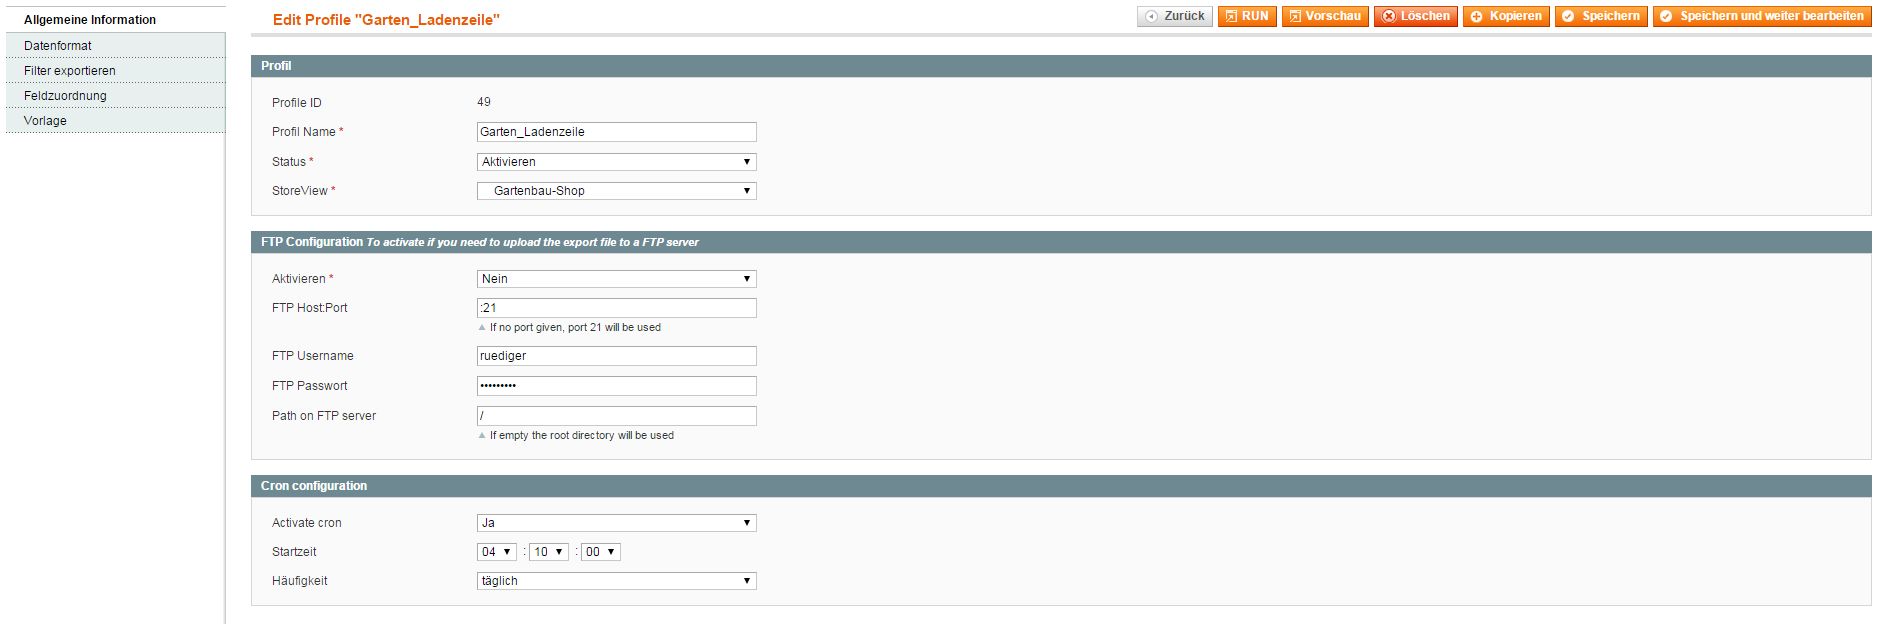 Allgemeine Information
Datenformat
Filter exportieren
Feldzuordnung
Vorlage
Edit Profile "Garten_Ladenzeile"
Zurück RUN Vorschau Löschen Kopieren Speichern Speichern und weiter bearbeiten
Profil
Profile ID 49
Profil Name * Garten_Ladenzeile
Status * Aktivieren
StoreView * Gartenbau-Shop
FTP Configuration To activate if you need to upload the export file to a FTP server
Aktivieren * Nein
FTP Host:Port :21
If no port given, port 21 will be used
FTP Username ruediger
FTP Passwort •••••••••
Path on FTP server /
If empty the root directory will be used
Cron configuration
Activate cron Ja
Startzeit 04 : 10 : 00
Häufigkeit täglich